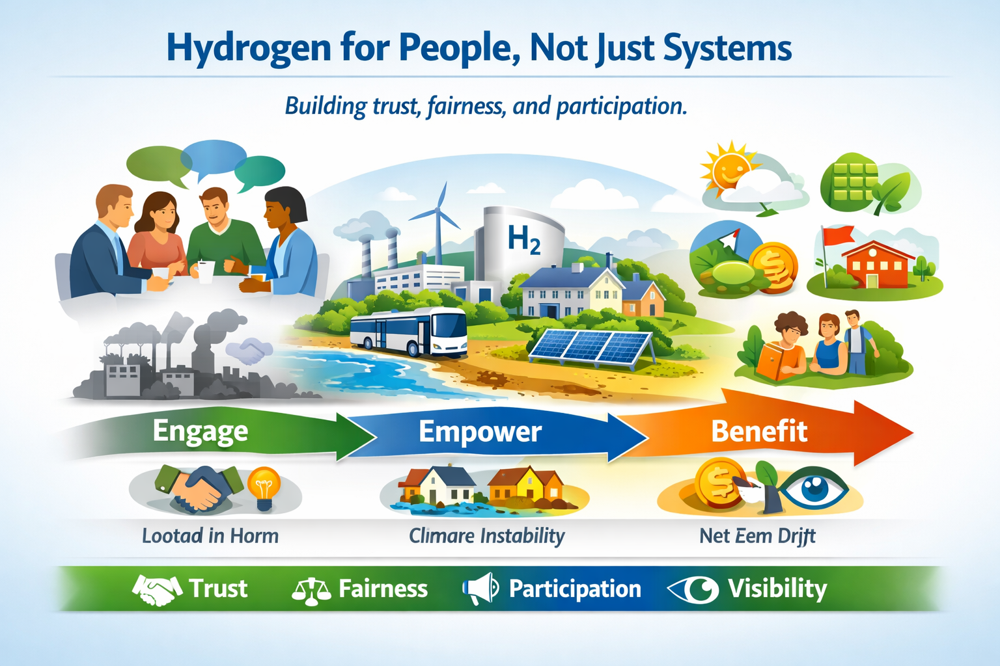 Hydrogen for People, Not Just Systems
Building trust, fairness, and participation.
H2
$
Engage
Empower
Benefit
$
Lootad in Horm
Climare Instability
Net Eem Drift
Trust
Fairness
Participation
Visibility